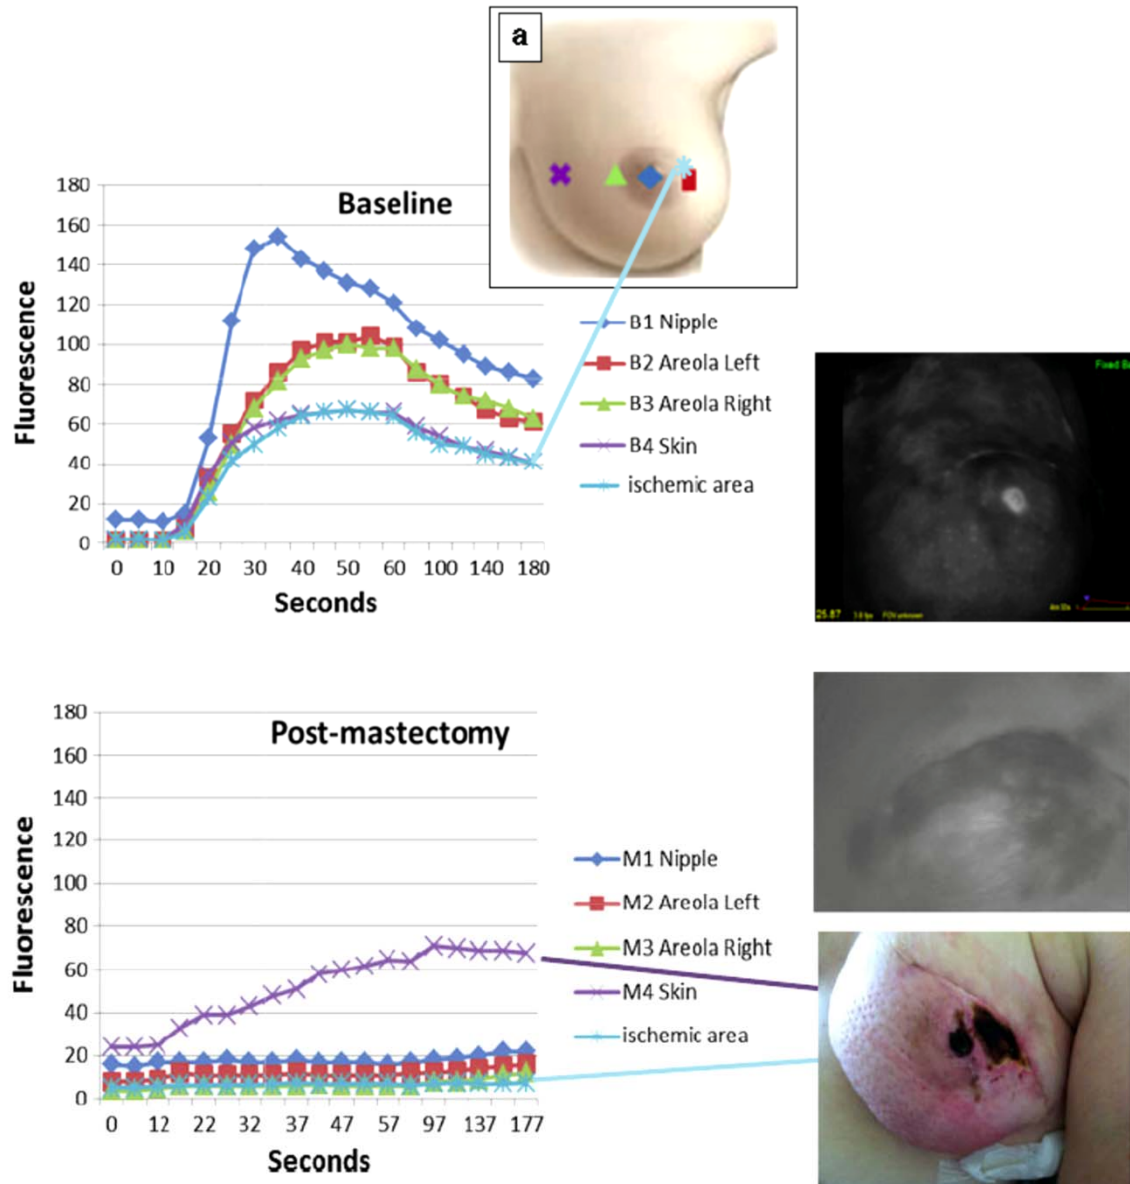 a
Baseline
180
160
140
120
100
80
60
40
20
0
Fluorescence
0 10 20 30 40 50 60 100 140 180
Seconds
B1 Nipple
B2 Areola Left
B3 Areola Right
B4 Skin
ischemic area
25.87
Post-mastectomy
180
160
140
120
100
80
60
40
20
0
Fluorescence
0 12 22 32 37 47 57 97 137 177
Seconds
M1 Nipple
M2 Areola Left
M3 Areola Right
M4 Skin
ischemic area